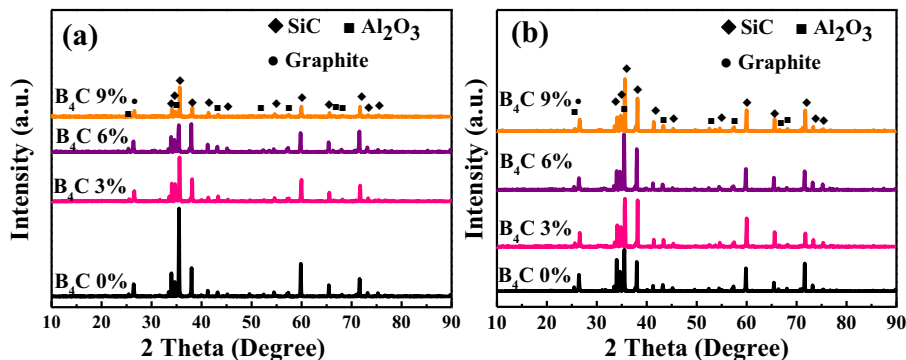 (a)
◆ SiC ■ Al₂O₃
● Graphite
B₄C 9%
B₄C 6%
B₄C 3%
B₄C 0%
Intensity (a.u.)
10 20 30 40 50 60 70 80 90
2 Theta (Degree)
(b)
◆ SiC ■ Al₂O₃
● Graphite
B₄C 9%
B₄C 6%
B₄C 3%
B₄C 0%
Intensity (a.u.)
10 20 30 40 50 60 70 80 90
2 Theta (Degree)